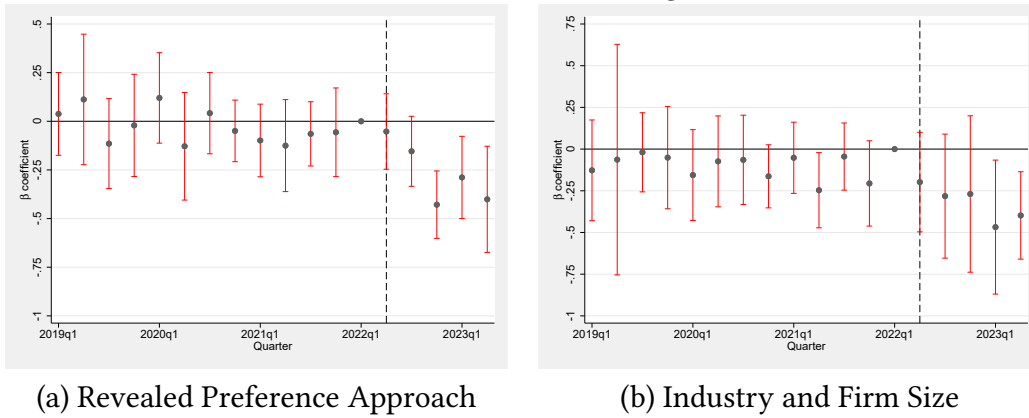 .5
.25
0
-.25
-.5
-.75
-1
β coefficient
2019q1 2020q1 2021q1 2022q1 2023q1
Quarter
(a) Revealed Preference Approach
.75
.5
.25
0
-.25
-.5
-.75
-1
β coefficient
2019q1 2020q1 2021q1 2022q1 2023q1
Quarter
(b) Industry and Firm Size